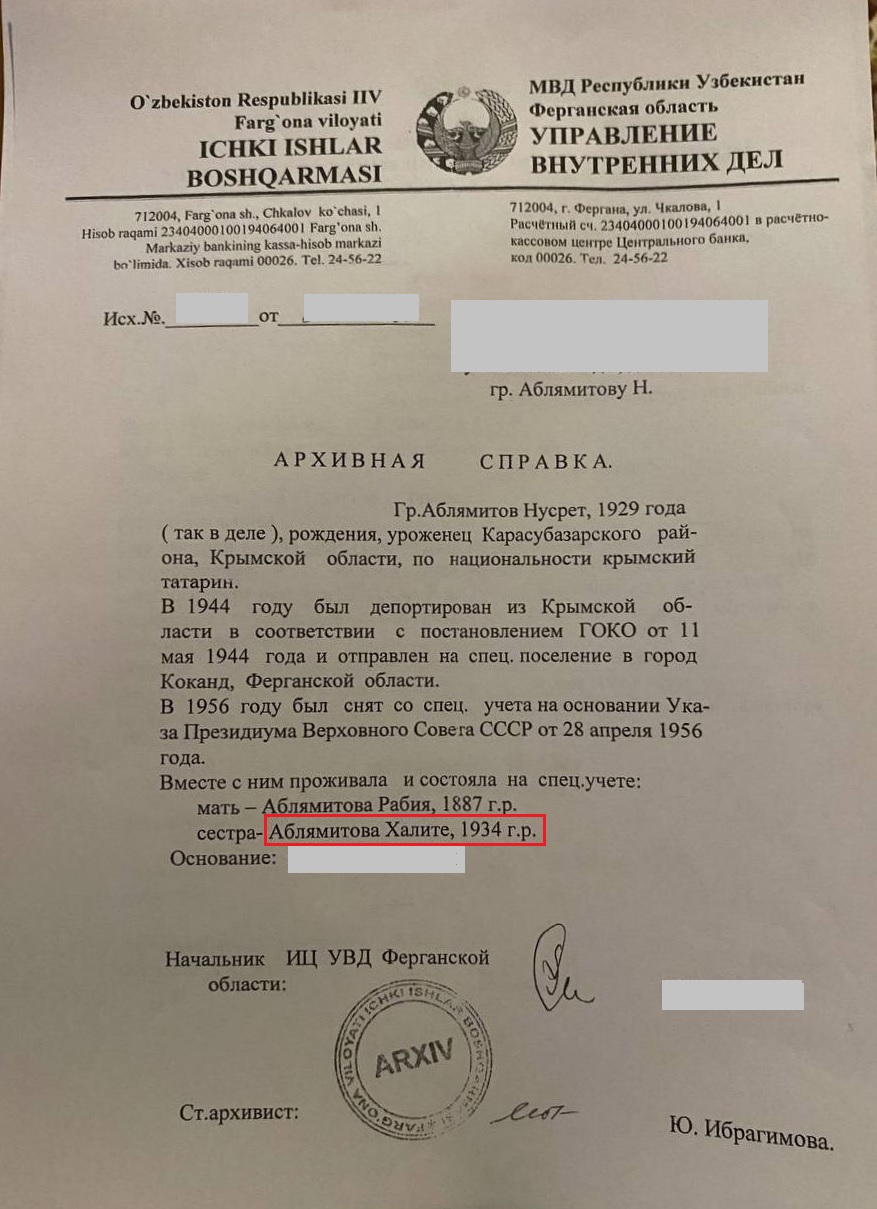 O`zbekiston Respublikasi IIV
Farg`ona viloyati
ICHKI ISHLAR
BOSHQARMASI
МВД Республики Узбекистан
Ферганская область
УПРАВЛЕНИЕ
ВНУТРЕННИХ ДЕЛ
712004, Farg`ona sh., Chkalov ko`chasi, 1
Hisob raqami 23404000100194064001 Farg`ona sh.
Markaziy bankining kassa-hisob markazi
bo`limida. Xisob raqami 00026. Tel. 24-56-22
712004, г. Фергана, ул. Чкалова, 1
Расчётный сч. 23404000100194064001 в расчётно-
кассовом центре Центрального банка,
код 00026. Тел. 24-56-22
Исх.№. от
гр. Аблямитову Н.
АРХИВНАЯ СПРАВКА.
Гр.Аблямитов Нусрет, 1929 года
( так в деле ), рождения, уроженец Карасубазарского рай-
она, Крымской области, по национальности крымский
татарин.
В 1944 году был депортирован из Крымской об-
ласти в соответствии с постановлением ГОКО от 11
мая 1944 года и отправлен на спец. поселение в город
Коканд, Ферганской области.
В 1956 году был снят со спец. учета на основании Ука-
за Президиума Верховного Совета СССР от 28 апреля 1956
года.
Вместе с ним проживала и состояла на спец.учете:
мать – Аблямитова Рабия, 1887 г.р.
сестра- Аблямитова Халите, 1934 г.р.
Основание:
Начальник ИЦ УВД Ферганской
области:
FARG'ONA VILOYATI ICHKI ISHLAR BOSHQARMASI
ARXIV
Ст.архивист:
Ю. Ибрагимова.